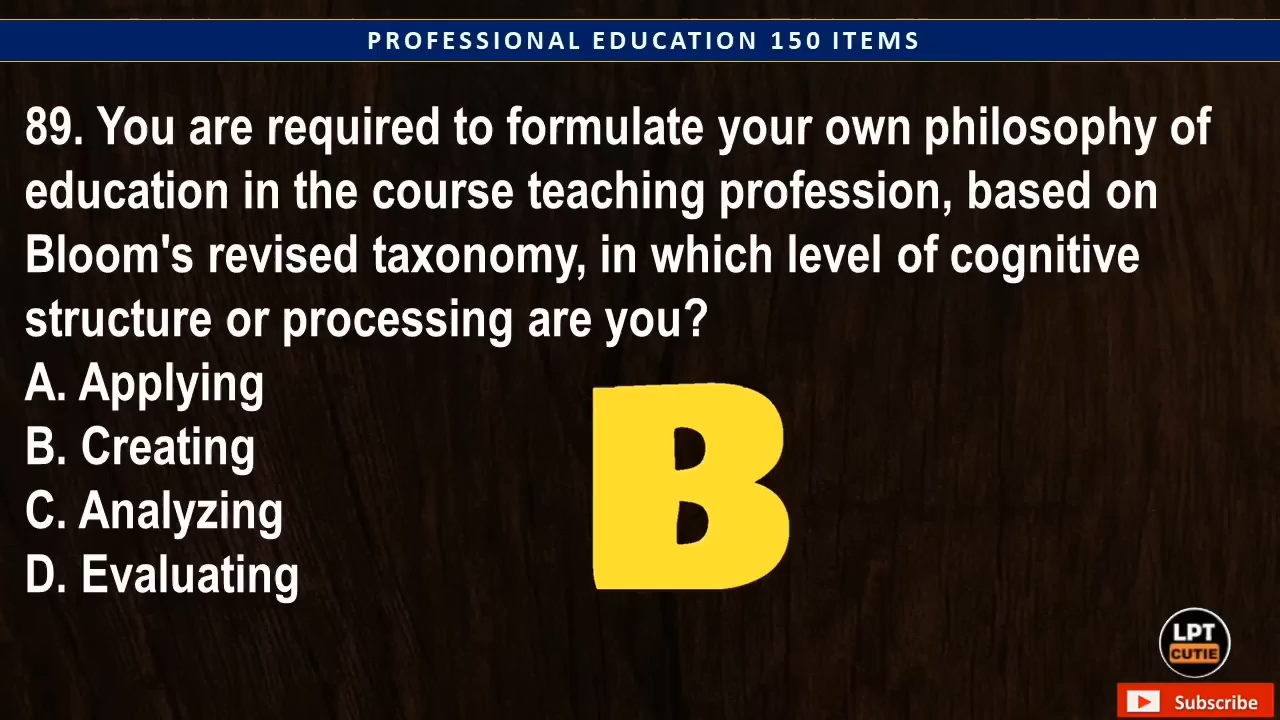 PROFESSIONAL EDUCATION 150 ITEMS
89. You are required to formulate your own philosophy of
education in the course teaching profession, based on
Bloom's revised taxonomy, in which level of cognitive
structure or processing are you?
A. Applying
B. Creating
C. Analyzing
D. Evaluating
B
LPT
CUTIE
Subscribe